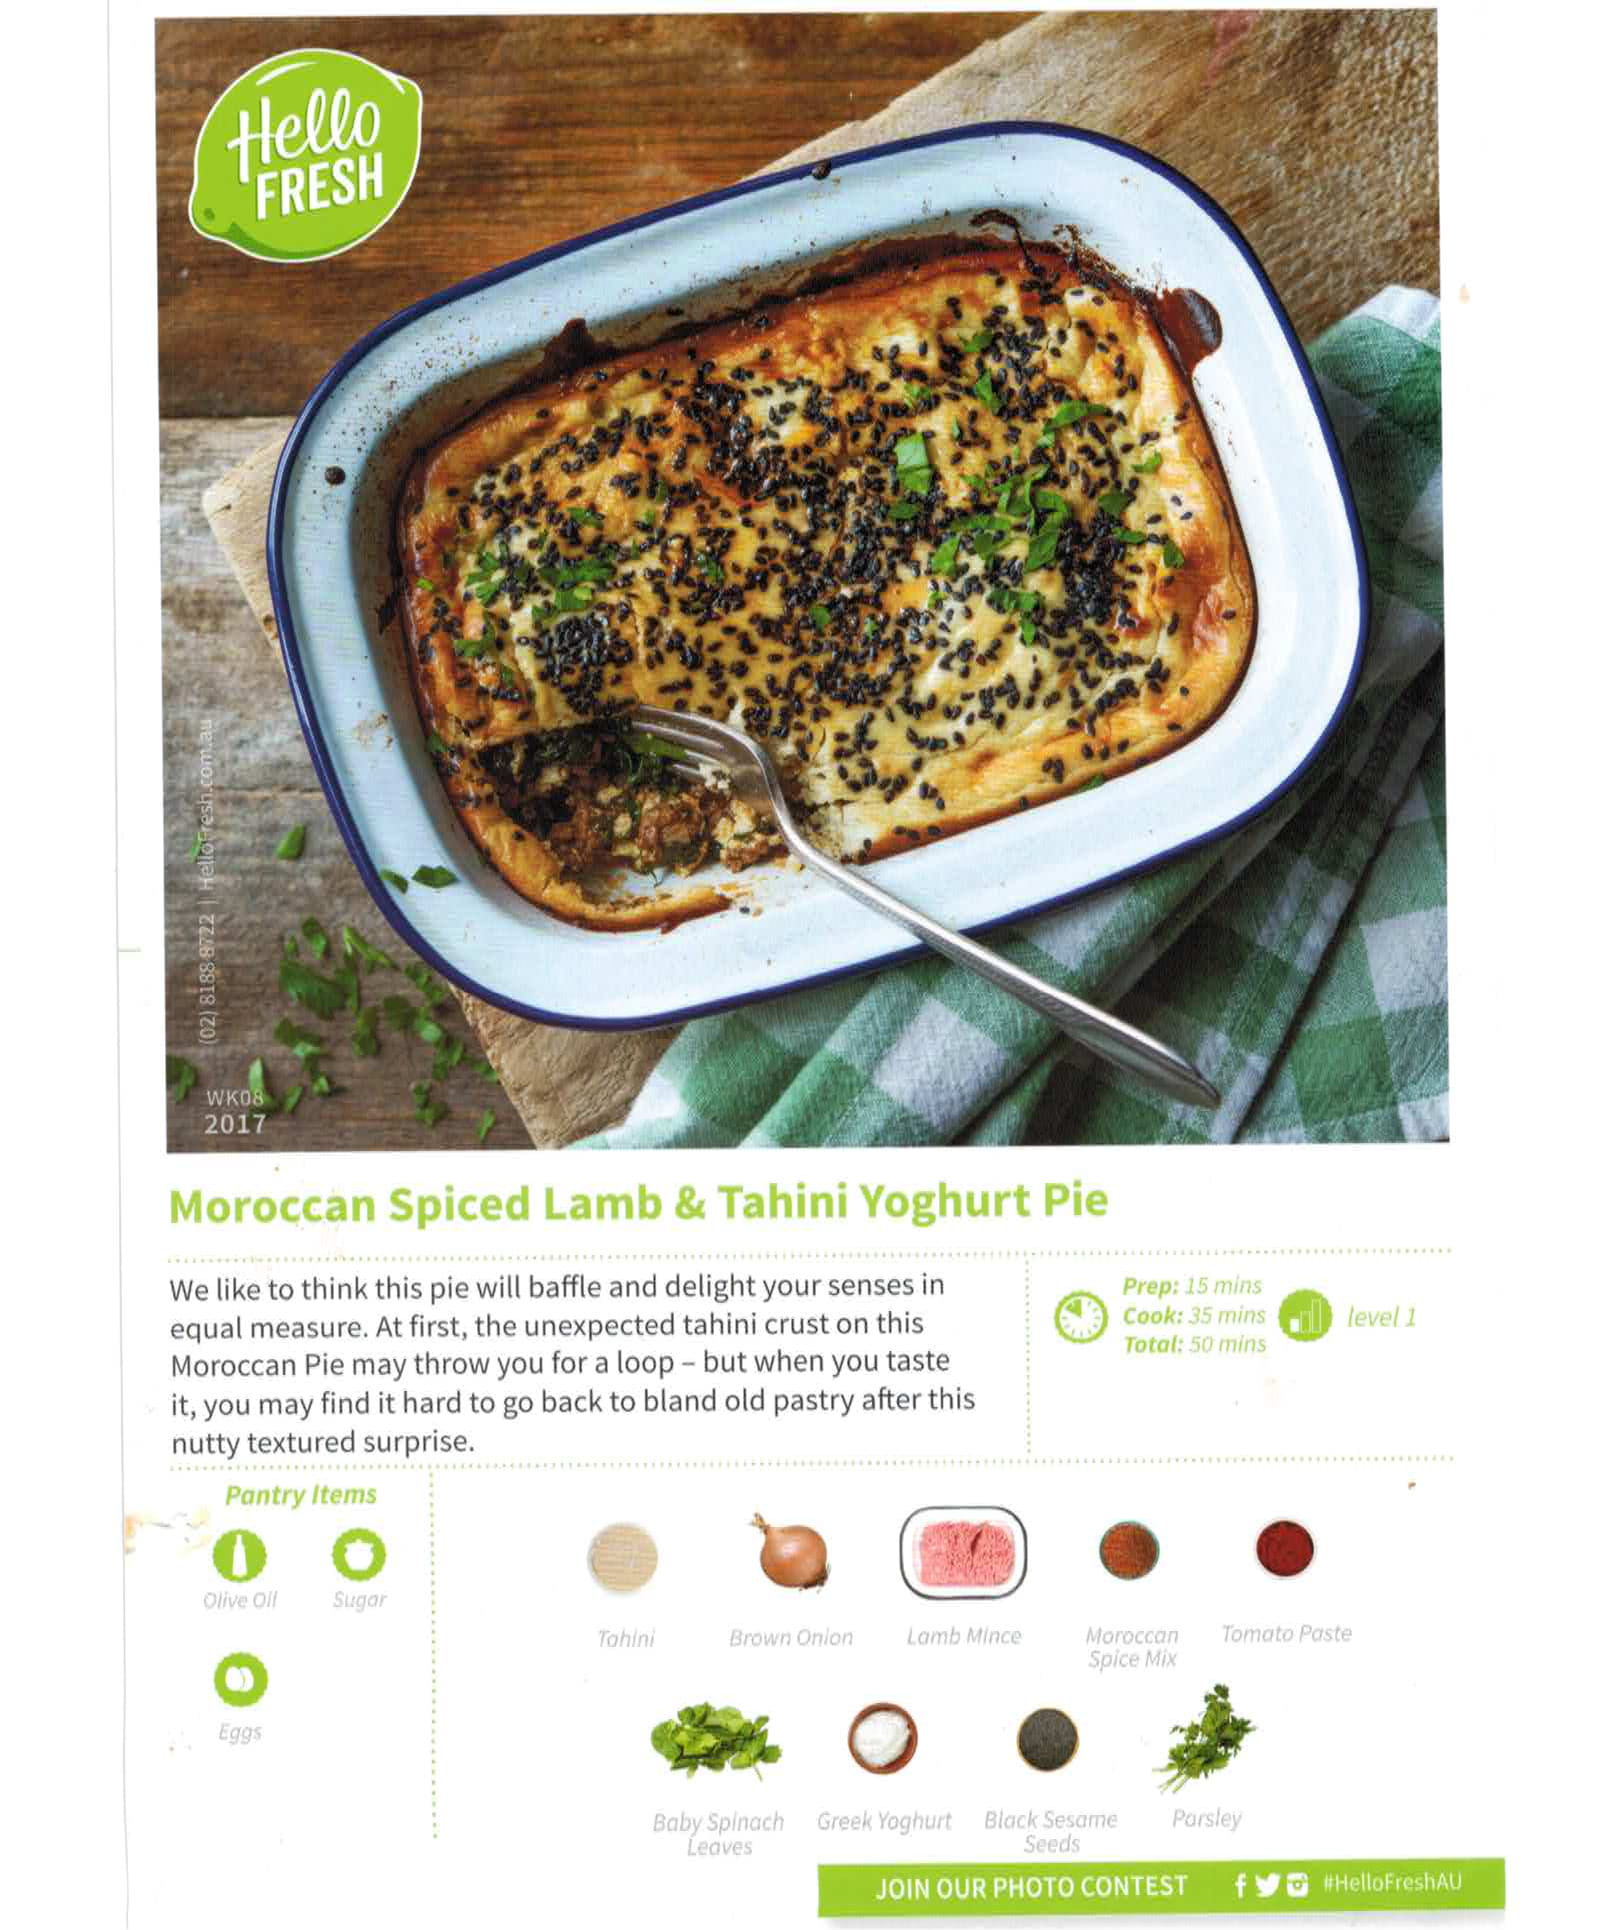 Hello
FRESH
(02) 8188 8722 || HelloFresh.com.au
WK08
2017
Moroccan Spiced Lamb & Tahini Yoghurt Pie
We like to think this pie will baffle and delight your senses in
equal measure. At first, the unexpected tahini crust on this
Moroccan Pie may throw you for a loop – but when you taste
it, you may find it hard to go back to bland old pastry after this
nutty textured surprise.
Prep: 15 mins
Cook: 35 mins
Total: 50 mins
level 1
Pantry Items
Olive Oil
Sugar
Eggs
Tahini
Brown Onion
Lamb Mince
Moroccan
Spice Mix
Tomato Paste
Baby Spinach
Leaves
Greek Yoghurt
Black Sesame
Seeds
Parsley
JOIN OUR PHOTO CONTEST
#HelloFreshAU